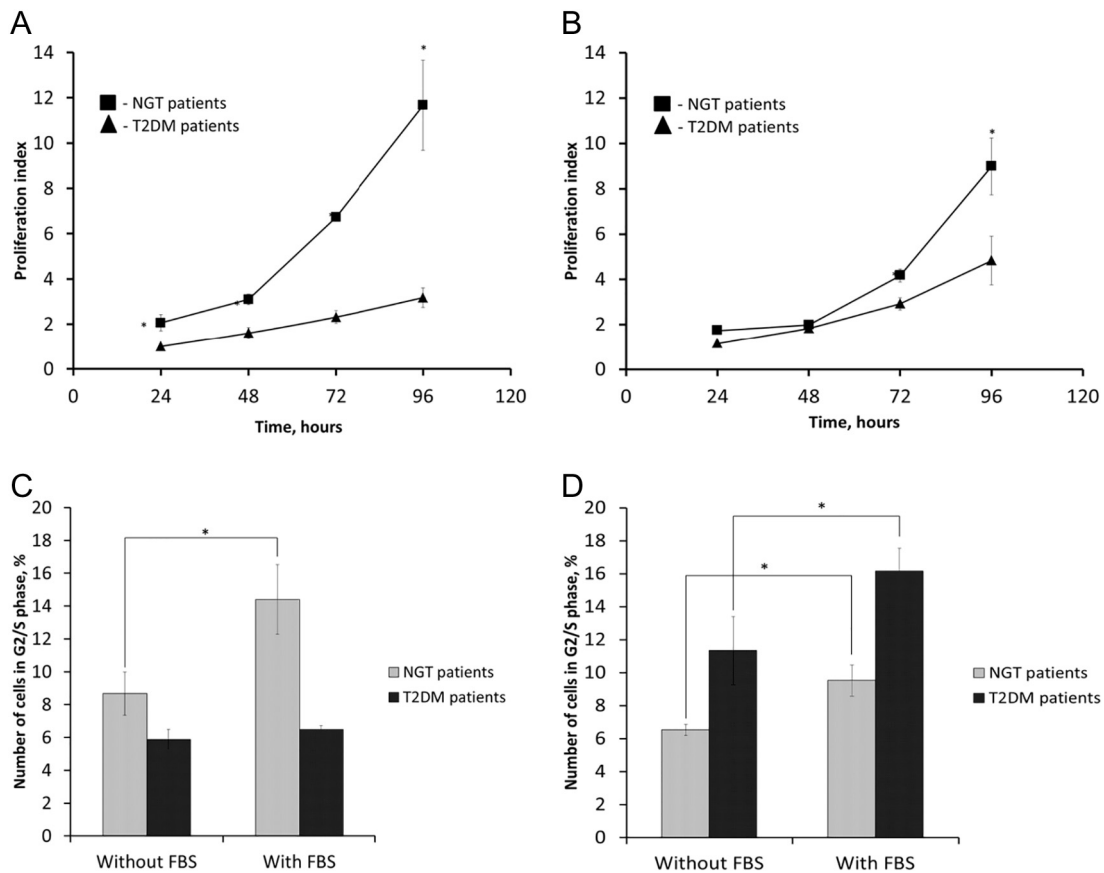 A
14
12
10
8
6
4
2
0
Proliferation index
- NGT patients
- T2DM patients
*
*
*
*
0 24 48 72 96 120
Time, hours
B
14
12
10
8
6
4
2
0
Proliferation index
- NGT patients
- T2DM patients
*
*
0 24 48 72 96 120
Time, hours
C
20
18
16
14
12
10
8
6
4
2
0
Number of cells in G2/S phase, %
*
NGT patients
T2DM patients
Without FBS With FBS
D
20
18
16
14
12
10
8
6
4
2
0
Number of cells in G2/S phase, %
*
*
NGT patients
T2DM patients
Without FBS With FBS